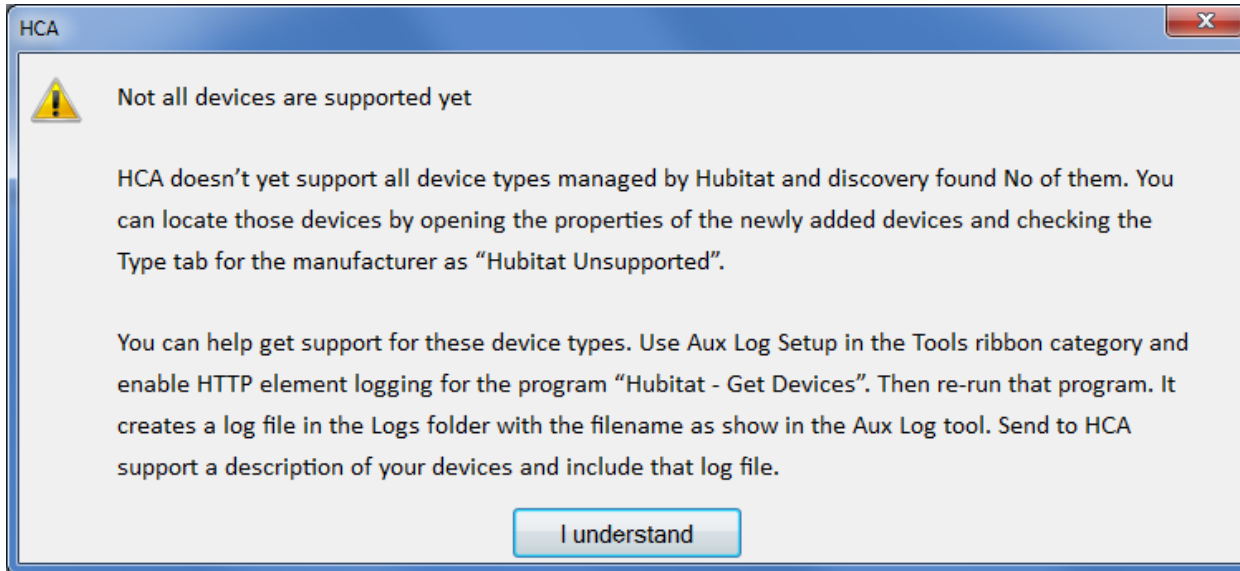 HCA
Not all devices are supported yet
HCA doesn’t yet support all device types managed by Hubitat and discovery found No of them. You
can locate those devices by opening the properties of the newly added devices and checking the
Type tab for the manufacturer as “Hubitat Unsupported”.
You can help get support for these device types. Use Aux Log Setup in the Tools ribbon category and
enable HTTP element logging for the program “Hubitat - Get Devices”. Then re-run that program. It
creates a log file in the Logs folder with the filename as show in the Aux Log tool. Send to HCA
support a description of your devices and include that log file.
I understand